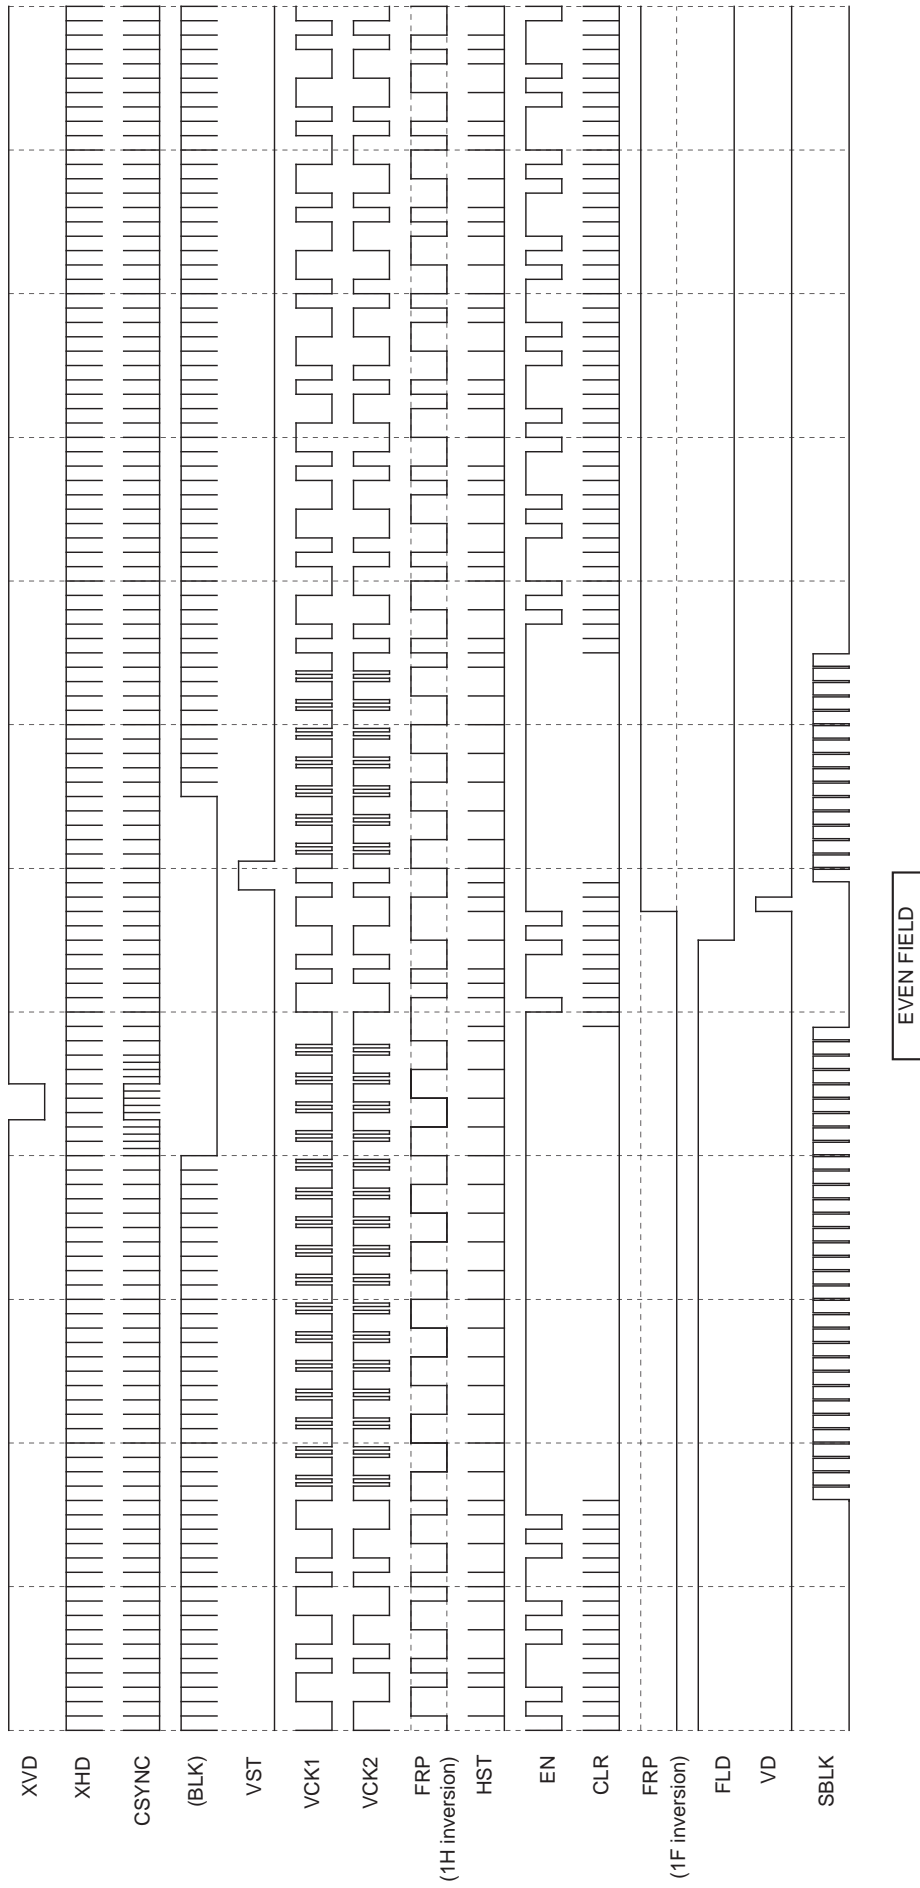 XVD
XHD
CSYNC
(BLK)
VST
VCK1
VCK2
FRP
(1H inversion)
HST
EN
CLR
FRP
(1F inversion)
FLD
VD
SBLK
EVEN FIELD